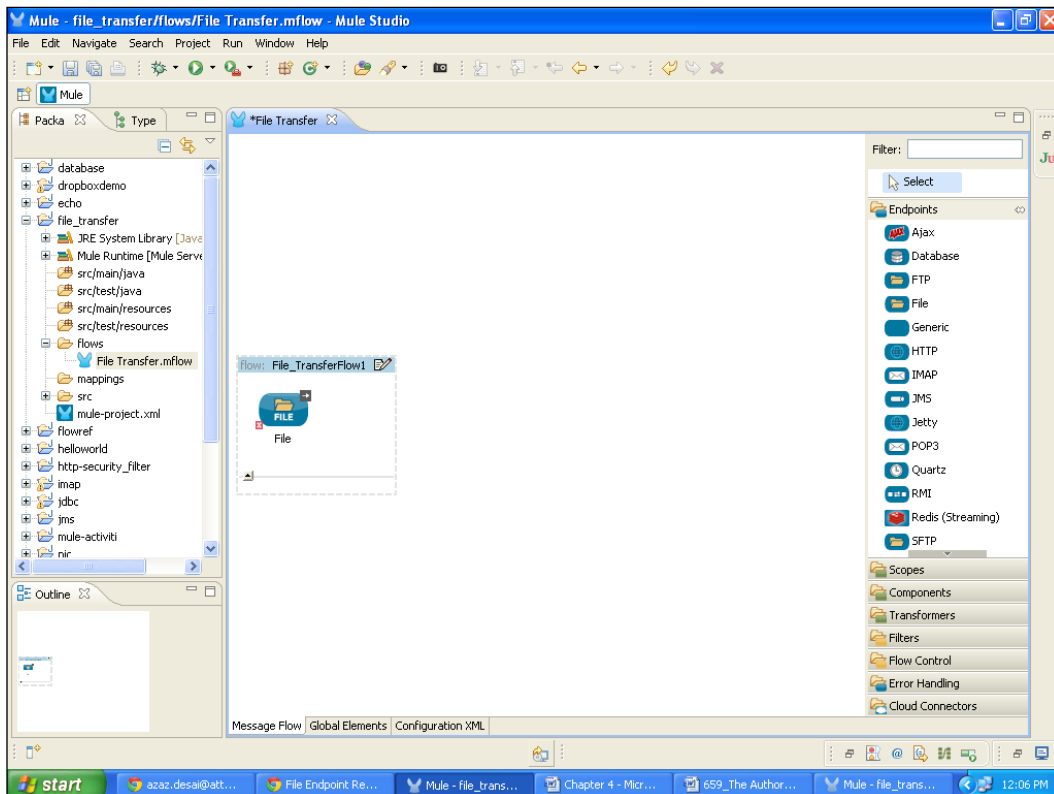 Mule - file_transfer/flows/File Transfer.mflow - Mule Studio
File Edit Navigate Search Project Run Window Help
Mule
Packa
Type
*File Transfer
database
dropboxdemo
echo
file_transfer
JRE System Library [Java
Mule Runtime [Mule Serve
src/main/java
src/test/java
src/main/resources
src/test/resources
flows
File Transfer.mflow
mappings
src
mule-project.xml
flowref
helloworld
http-security_filter
imap
jdbc
jms
mule-activiti
nic
Outline
flow: File_TransferFlow1
FILE
File
Message Flow Global Elements Configuration XML
Filter:
Select
Endpoints
Ajax
Database
FTP
File
Generic
HTTP
IMAP
JMS
Jetty
POP3
Quartz
RMI
Redis (Streaming)
SFTP
Scopes
Components
Transformers
Filters
Flow Control
Error Handling
Cloud Connectors
Ju
start
azaz.desai@att...
File Endpoint Re...
Mule - file_trans...
Chapter 4 - Micr...
659_The Author...
Mule - file_trans...
12:06 PM